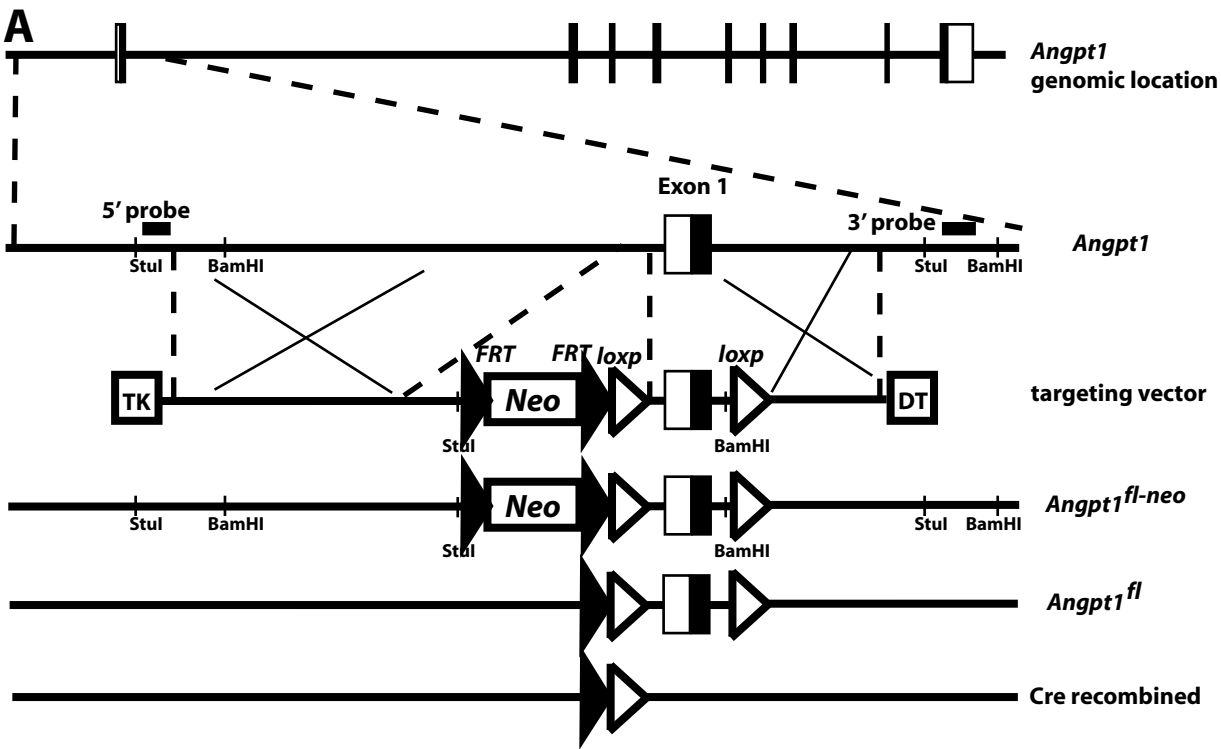 A
Angpt1
genomic location
Exon 1
5’ probe
3’ probe
Angpt1
StuI
BamHI
StuI
BamHI
FRT
FRT
loxp
loxp
TK
Neo
DT
targeting vector
StuI
BamHI
Neo
Angpt1fl-neo
StuI
BamHI
StuI
BamHI
StuI
BamHI
Angpt1fl
Cre recombined